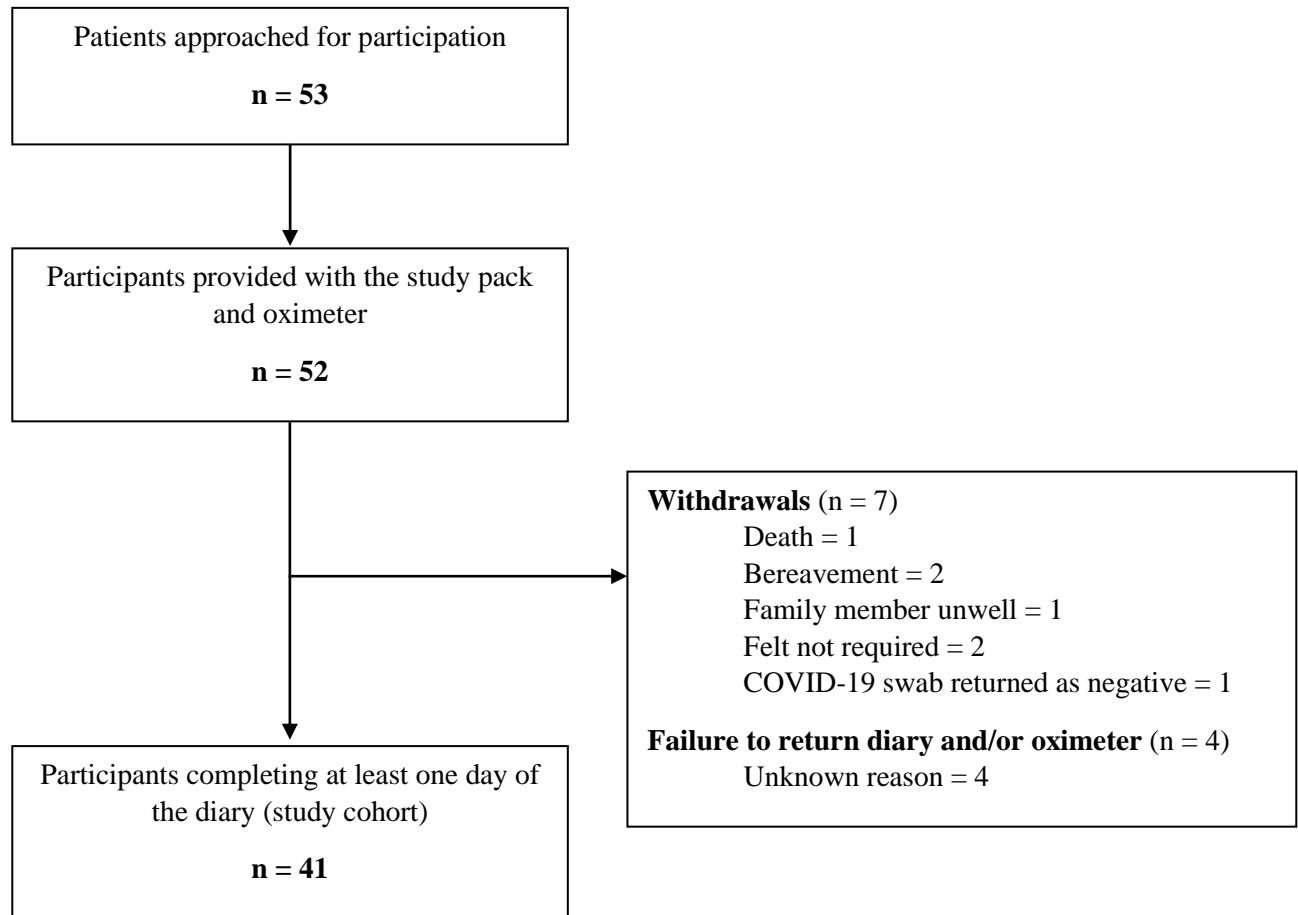 Patients approached for participation
n = 53
Participants provided with the study pack
and oximeter
n = 52
Withdrawals (n = 7)
Death = 1
Bereavement = 2
Family member unwell = 1
Felt not required = 2
COVID-19 swab returned as negative = 1
Failure to return diary and/or oximeter (n = 4)
Unknown reason = 4
Participants completing at least one day of
the diary (study cohort)
n = 41